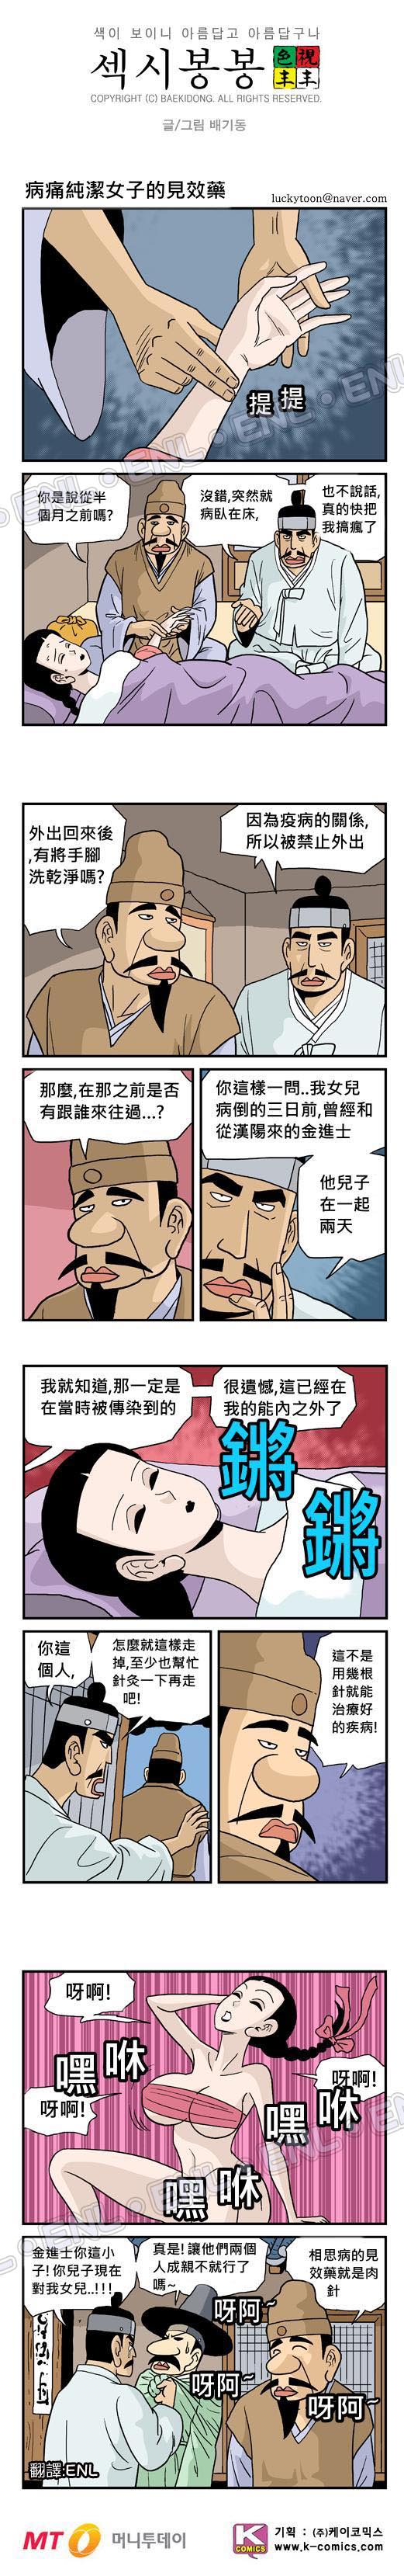 색이 보이니 아름답고 아름답구나
섹시봉봉
色視
丰丰
COPYRIGHT (C) BAEKIDONG. ALL RIGHTS RESERVED.
글/그림 배기동
病痛純潔女子的見效藥
luckytoon@naver.com
提 提
你是說從半
個月之前嗎?
沒錯,突然就
病臥在床,
也不說話,
真的快把
我搞瘋了
外出回來後
,有將手腳
洗乾淨嗎?
因為疫病的關係,
所以被禁止外出
那麼,在那之前是否
有跟誰來往過...?
你這樣一問..我女兒
病倒的三日前,曾經和
從漢陽來的金進士
他兒子
在一起
兩天
我就知道,那一定是
在當時被傳染到的
很遺憾,這已經在
我的能內之外了
鏘
鏘
你這
個人,
怎麼就這樣走
掉,至少也幫忙
針灸一下再走
吧!
這不是
用幾根
針就能
治療好
的疾病!
呀啊!
嘿 咻
呀啊!
呀啊!
嘿 咻
嘿 咻
金進士你這小
子! 你兒子現在
對我女兒..!!!
真是! 讓他們兩個
人成親不就行了
嗎~
相思病的見
效藥就是肉
針
呀阿~
呀阿~
呀阿~
翻譯:ENL
MT 머니투데이
K COMICS
기획 : (주)케이코믹스
www.k-comics.com